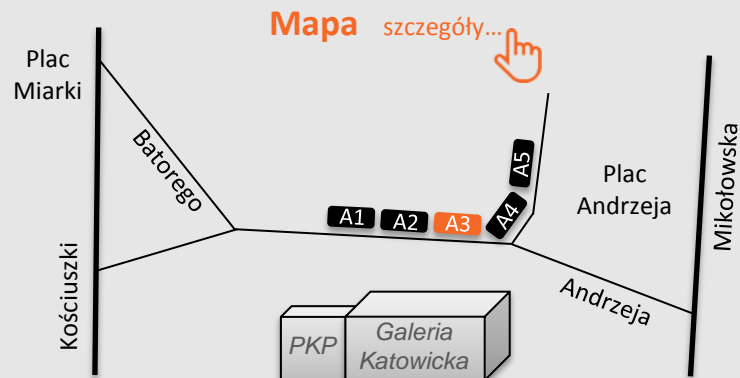 Mapa szczegóły...
Plac
Miarki
Batorego
Kościuszki
A1
A2
A3
A4
A5
Plac
Andrzeja
Mikołowska
Andrzeja
PKP
Galeria
Katowicka